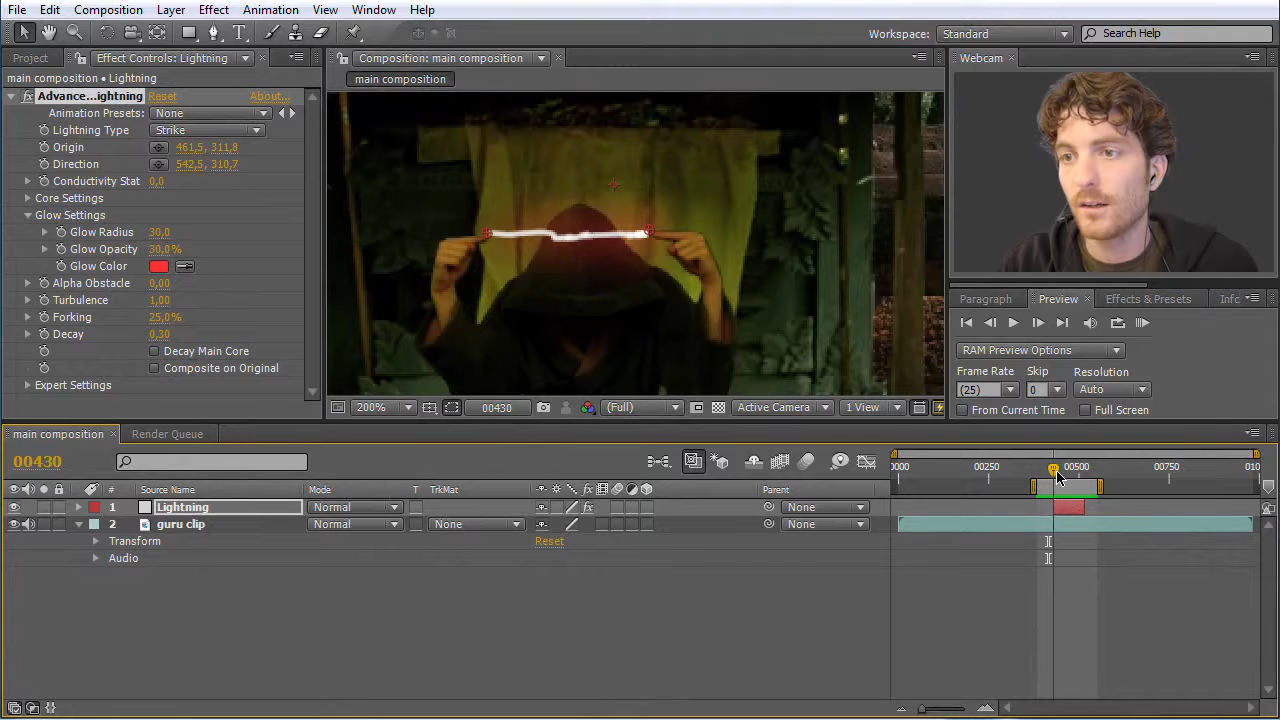 File Edit Composition Layer Effect Animation View Window Help
Workspace: Standard Search Help
Project Effect Controls: Lightning Composition: main composition Webcam
main composition • Lightning main composition
fx Advance...ightning Reset About...
Animation Presets: None
Lightning Type Strike
Origin 461,5, 311,8
Direction 542,5, 310,7
Conductivity Stat 0,0
Core Settings
Glow Settings
Glow Radius 30,0
Glow Opacity 30,0%
Glow Color
Alpha Obstacle 0,00
Turbulence 1,00
Forking 25,0%
Decay 0,30
Decay Main Core
Composite on Original
Expert Settings
Paragraph Preview Effects & Presets Info
RAM Preview Options
Frame Rate Skip Resolution
(25) 0 Auto
From Current Time Full Screen
200% 00430 (Full) Active Camera 1 View
main composition Render Queue
00430
0000 00250 00500 00750 010
# Source Name Mode T TrkMat fx Parent
1 Lightning Normal fx None
2 guru clip Normal None None
Transform Reset
Audio